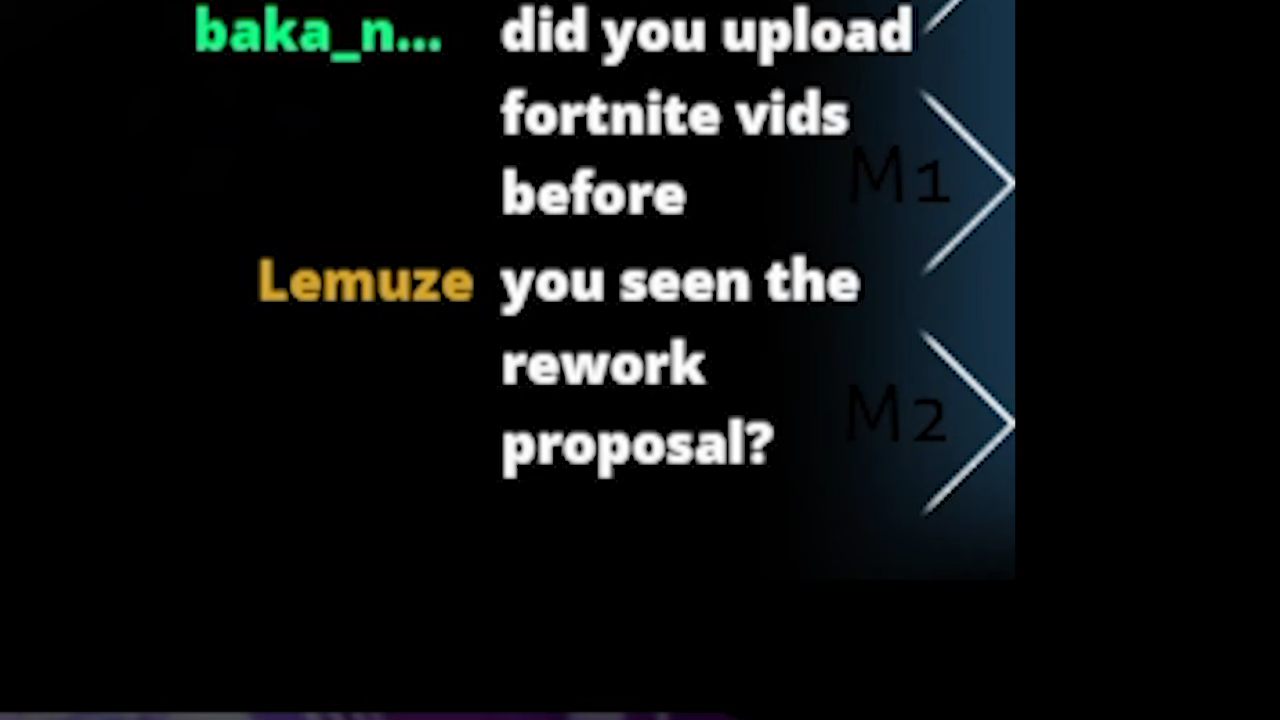 baka_n... did you upload
fortnite vids
before
M1
Lemuze you seen the
rework
M2
proposal?